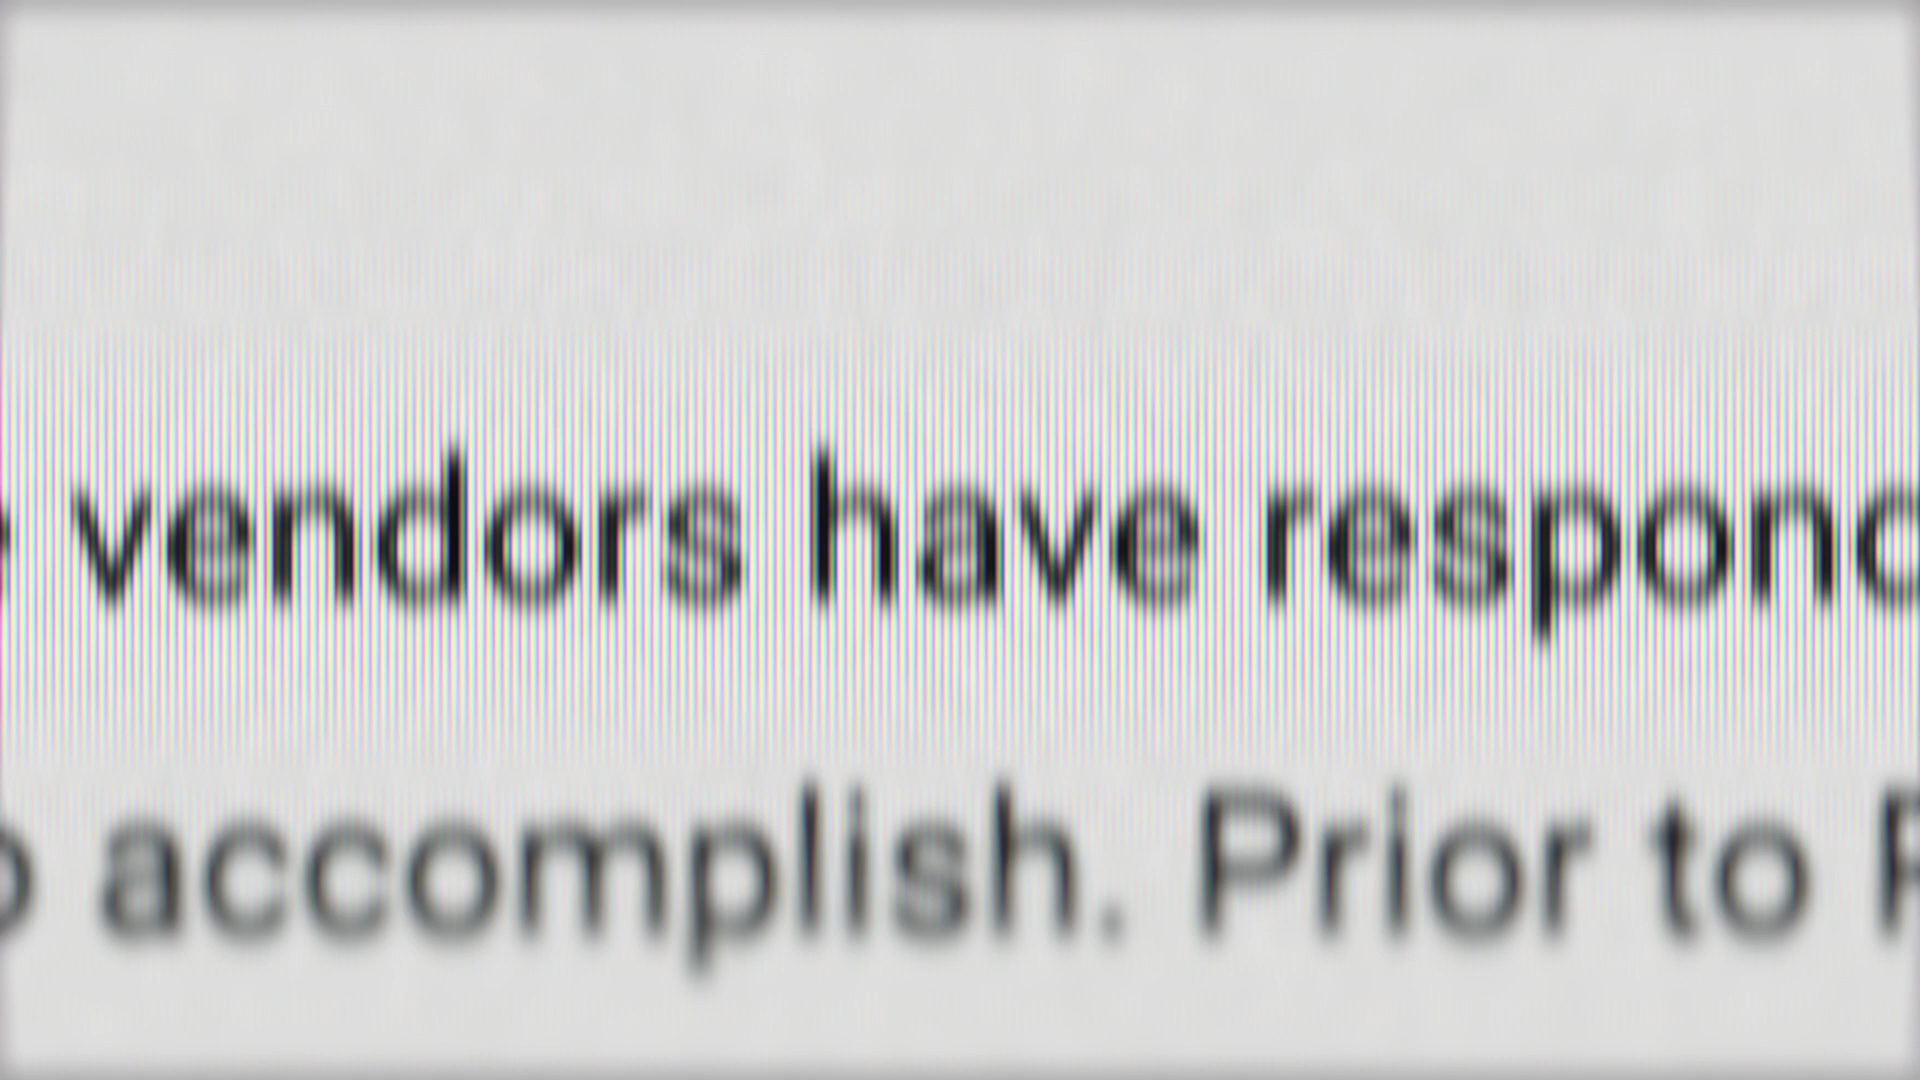 vendors have respond
accomplish. Prior to